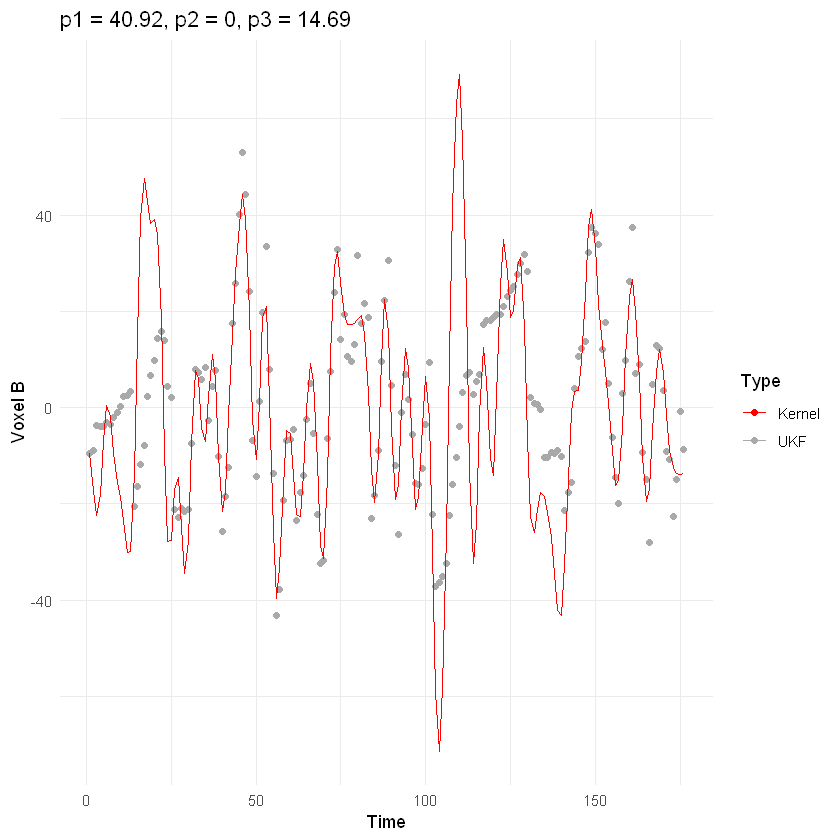 p1 = 40.92, p2 = 0, p3 = 14.69
40
0
-40
Voxel B
0
50
100
150
Time
Type
Kernel
UKF